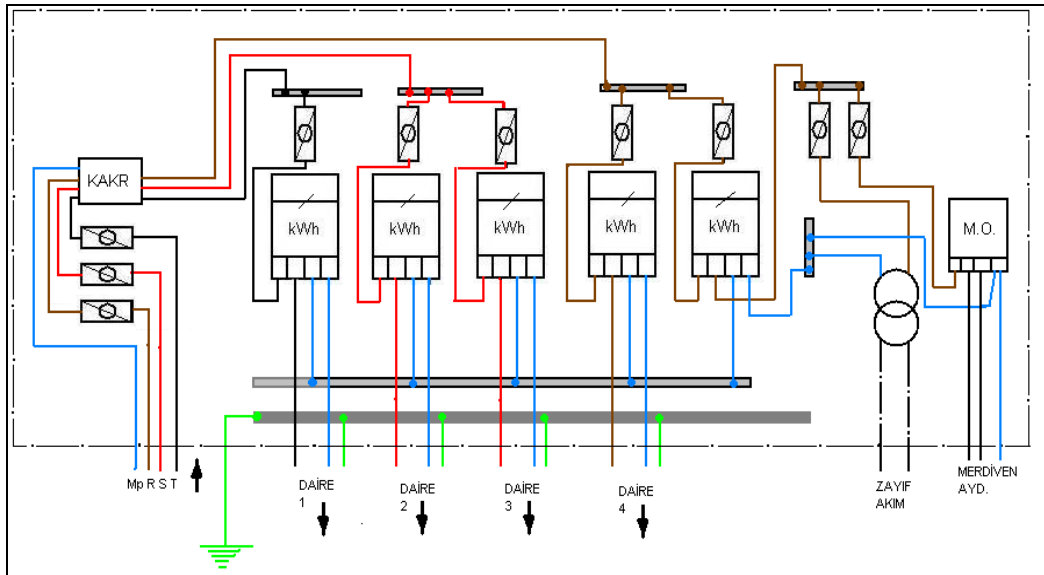 KAKR
kWh
kWh
kWh
kWh
kWh
M.O.
Mp R S T
DAİRE
1
DAİRE
2
DAİRE
3
DAİRE
4
ZAYIF
AKIM
MERDİVEN
AYD.